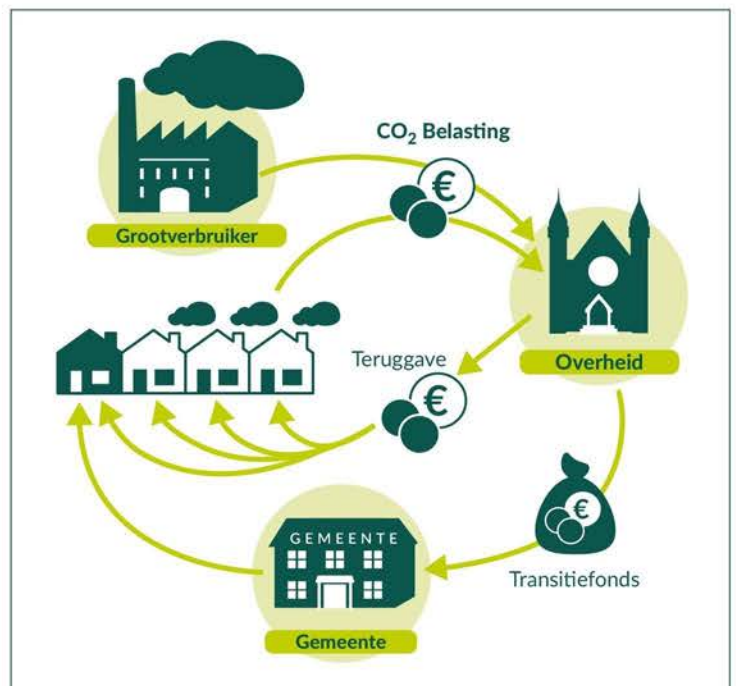 CO₂ Belasting
€
Grootverbruiker
Teruggave
€
Overheid
€
Transitiefonds
GEMEENTE
Gemeente